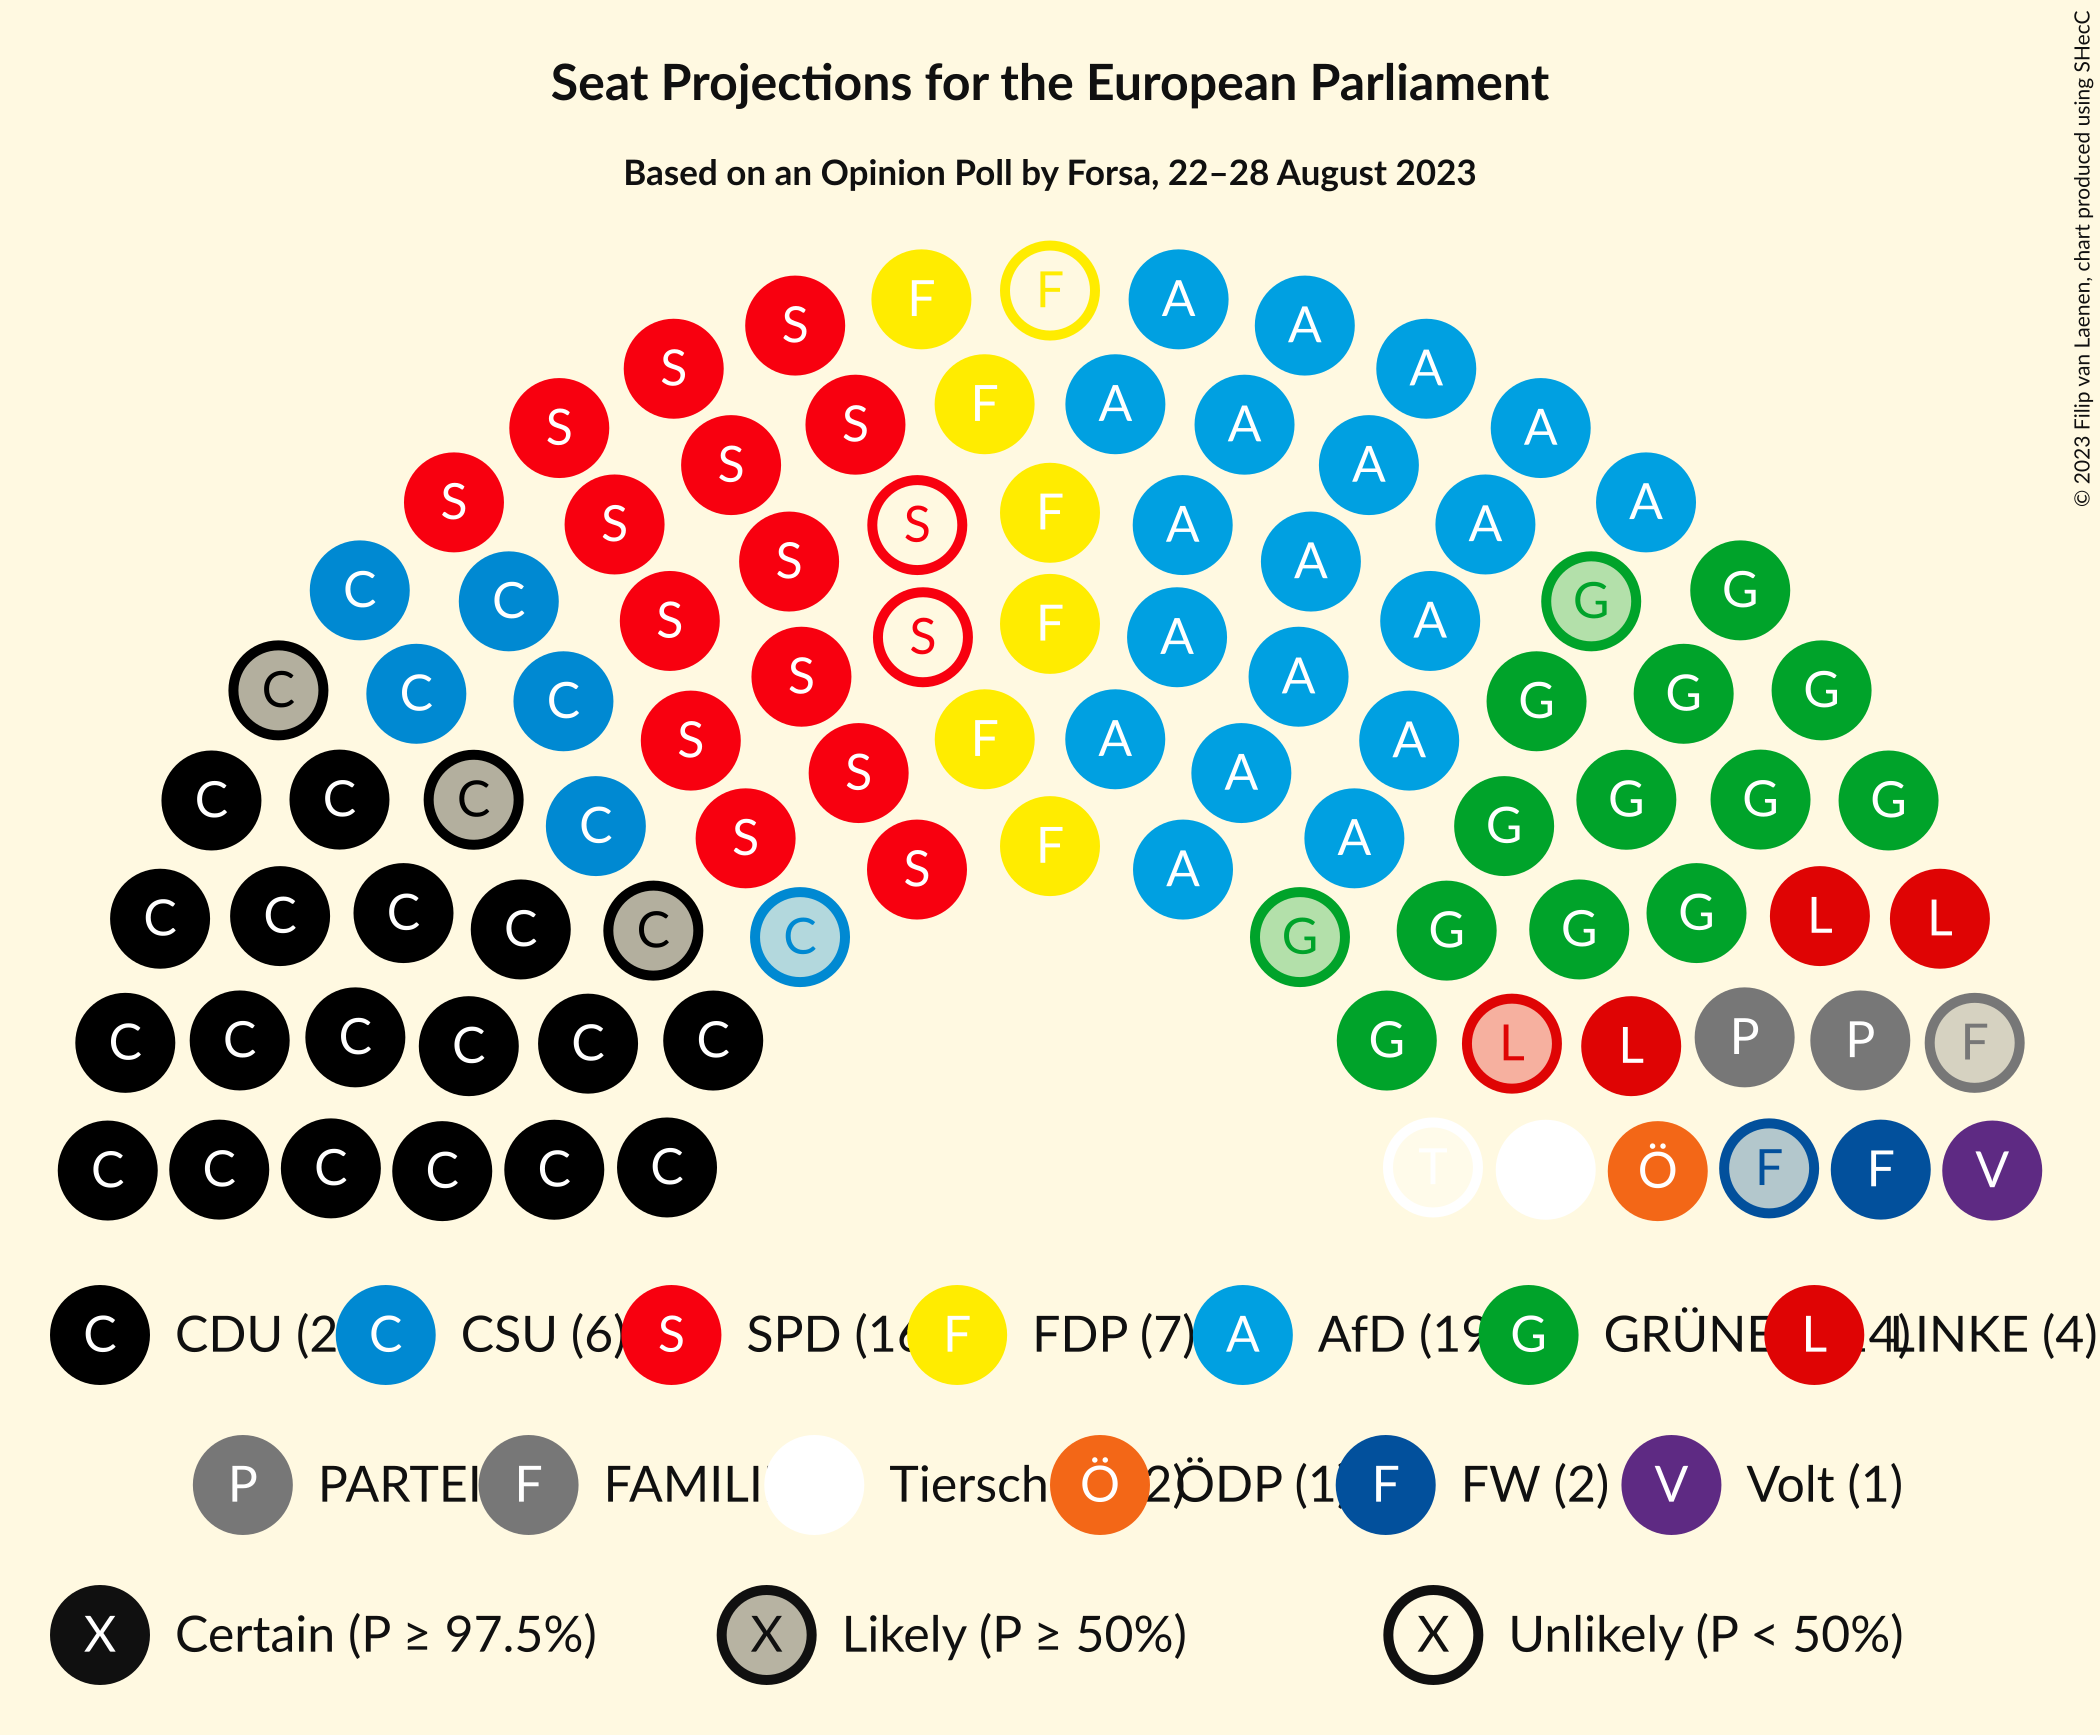 Seat Projections for the European Parliament
Based on an Opinion Poll by Forsa, 22–28 August 2023
© 2023 Filip van Laenen, chart produced using SHecC
F F A
S A
S A
F A
S S A A
S A
S S S F A A A
S A
C C S S F A A G G
C C C S A G G G
S F A A
C C C C S S F A A G G G G
C C C C C C S A G G G G L L
C C C C C C G L L P P F
C C C C C C T Ö F F V
C CDU (2 C CSU (6) S SPD (16 F FDP (7) A AfD (19 G GRÜNE L 4) LINKE (4)
P PARTEI F FAMILI Tiersch Ö 2) ÖDP (1) F FW (2) V Volt (1)
X Certain (P ≥ 97.5%) X Likely (P ≥ 50%) X Unlikely (P < 50%)